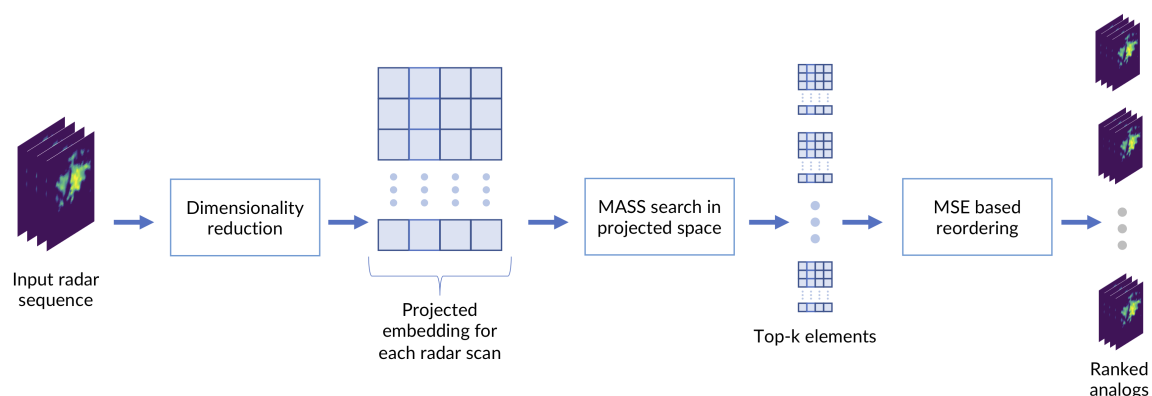 Input radar
sequence
Dimensionality
reduction
Projected
embedding for
each radar scan
MASS search in
projected space
Top-k elements
MSE based
reordering
Ranked
analogs